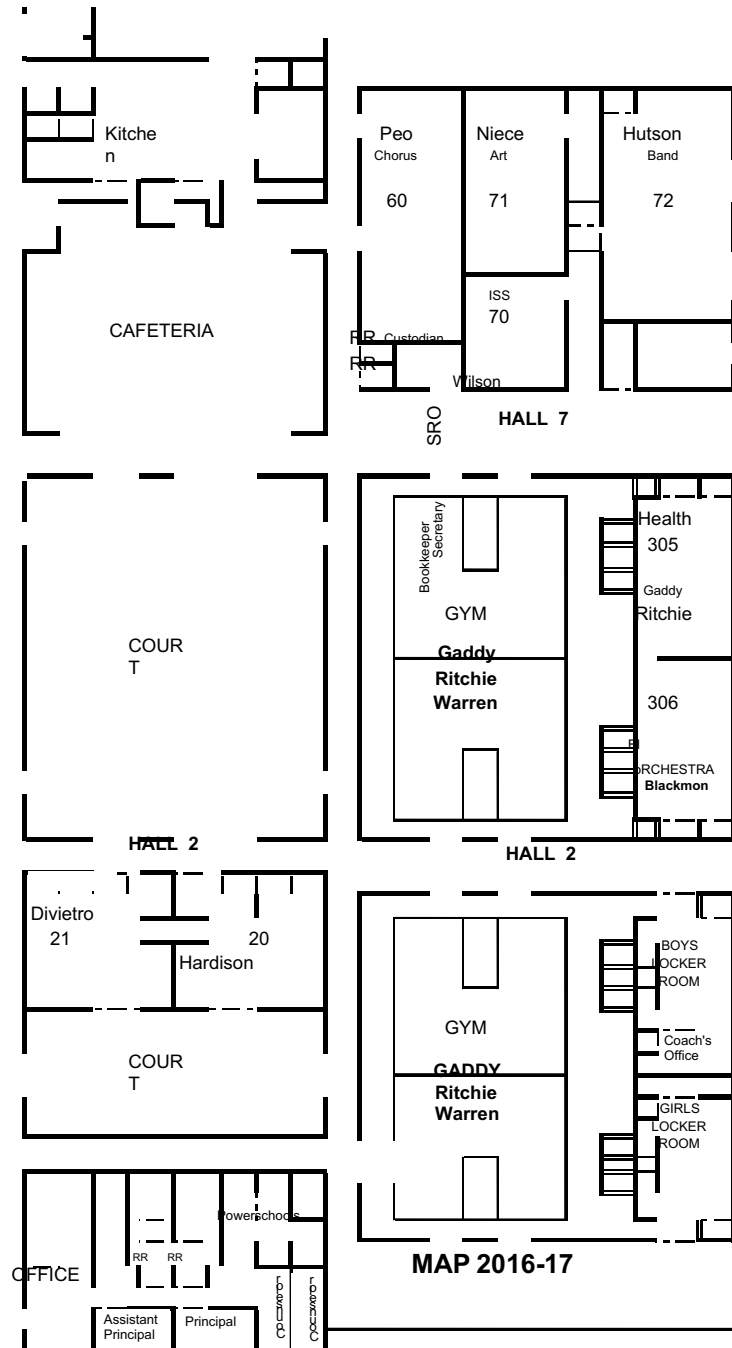 Kitche
n
Peo
Chorus
60
Niece
Art
71
Hutson
Band
72
ISS
70
CAFETERIA
RR Custodian
RR
Wilson
SRO
HALL 7
Bookkeeper
Secretary
GYM
Gaddy
Ritchie
Warren
Health
305
Gaddy
Ritchie
306
ORCHESTRA
Blackmon
COUR
T
HALL 2
HALL 2
Divietro
21
20
Hardison
COUR
T
GYM
GADDY
Ritchie
Warren
BOYS
LOCKER
ROOM
Coach's
Office
GIRLS
LOCKER
ROOM
Powerschools
RR RR
OFFICE
Assistant
Principal
Principal
Counselor
Counselor
MAP 2016-17